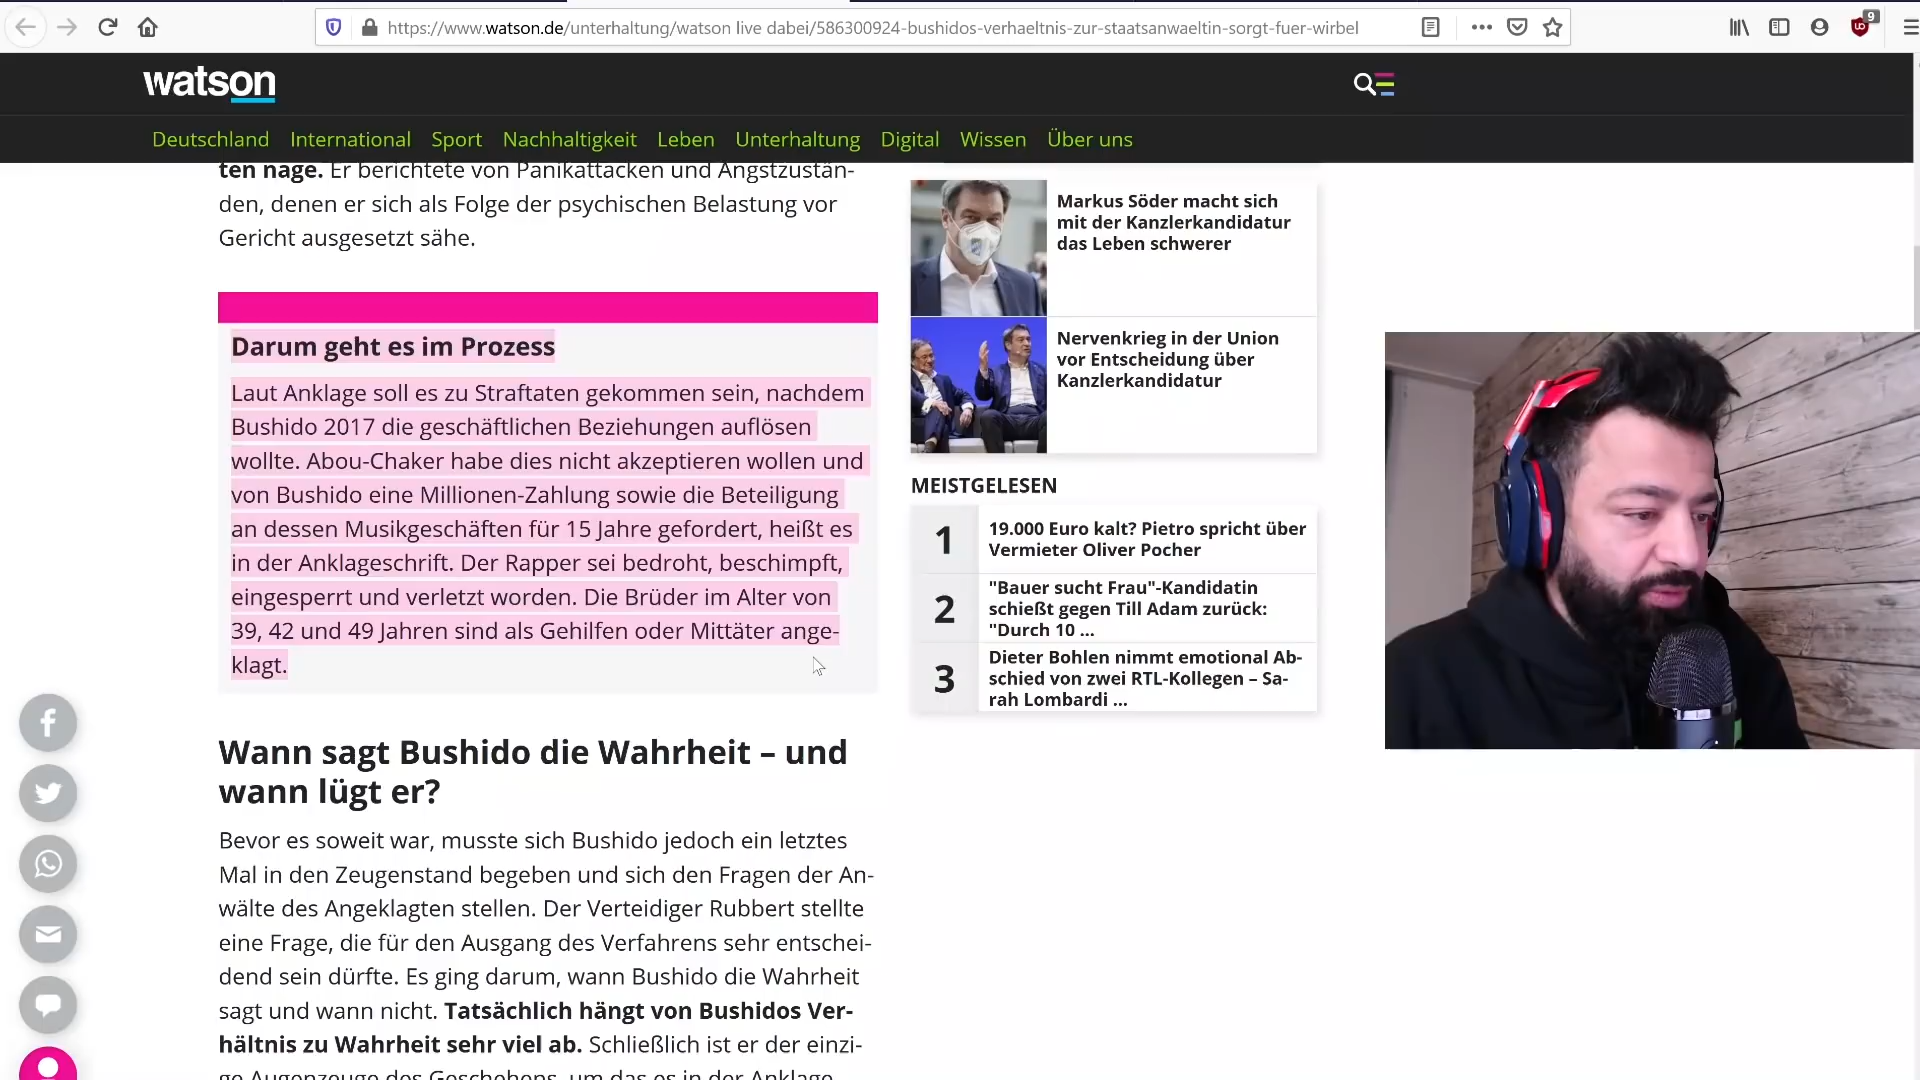 https://www.watson.de/unterhaltung/watson live dabei/586300924-bushidos-verhaeltnis-zur-staatsanwaeltin-sorgt-fuer-wirbel
9
watson
Deutschland International Sport Nachhaltigkeit Leben Unterhaltung Digital Wissen Über uns
ten nage. Er berichtete von Panikattacken und Angstzustän-
den, denen er sich als Folge der psychischen Belastung vor
Gericht ausgesetzt sähe.
Darum geht es im Prozess
Laut Anklage soll es zu Straftaten gekommen sein, nachdem
Bushido 2017 die geschäftlichen Beziehungen auflösen
wollte. Abou-Chaker habe dies nicht akzeptieren wollen und
von Bushido eine Millionen-Zahlung sowie die Beteiligung
an dessen Musikgeschäften für 15 Jahre gefordert, heißt es
in der Anklageschrift. Der Rapper sei bedroht, beschimpft,
eingesperrt und verletzt worden. Die Brüder im Alter von
39, 42 und 49 Jahren sind als Gehilfen oder Mittäter ange-
klagt.
Wann sagt Bushido die Wahrheit – und
wann lügt er?
Bevor es soweit war, musste sich Bushido jedoch ein letztes
Mal in den Zeugenstand begeben und sich den Fragen der An-
wälte des Angeklagten stellen. Der Verteidiger Rubbert stellte
eine Frage, die für den Ausgang des Verfahrens sehr entschei-
dend sein dürfte. Es ging darum, wann Bushido die Wahrheit
sagt und wann nicht. Tatsächlich hängt von Bushidos Ver-
hältnis zu Wahrheit sehr viel ab. Schließlich ist er der einzi-
ge Augenzeuge des Geschehens, um das es in der Anklage
Markus Söder macht sich
mit der Kanzlerkandidatur
das Leben schwerer
Nervenkrieg in der Union
vor Entscheidung über
Kanzlerkandidatur
MEISTGELESEN
1
19.000 Euro kalt? Pietro spricht über
Vermieter Oliver Pocher
2
"Bauer sucht Frau"-Kandidatin
schießt gegen Till Adam zurück:
"Durch 10 ...
3
Dieter Bohlen nimmt emotional Ab-
schied von zwei RTL-Kollegen – Sa-
rah Lombardi ...